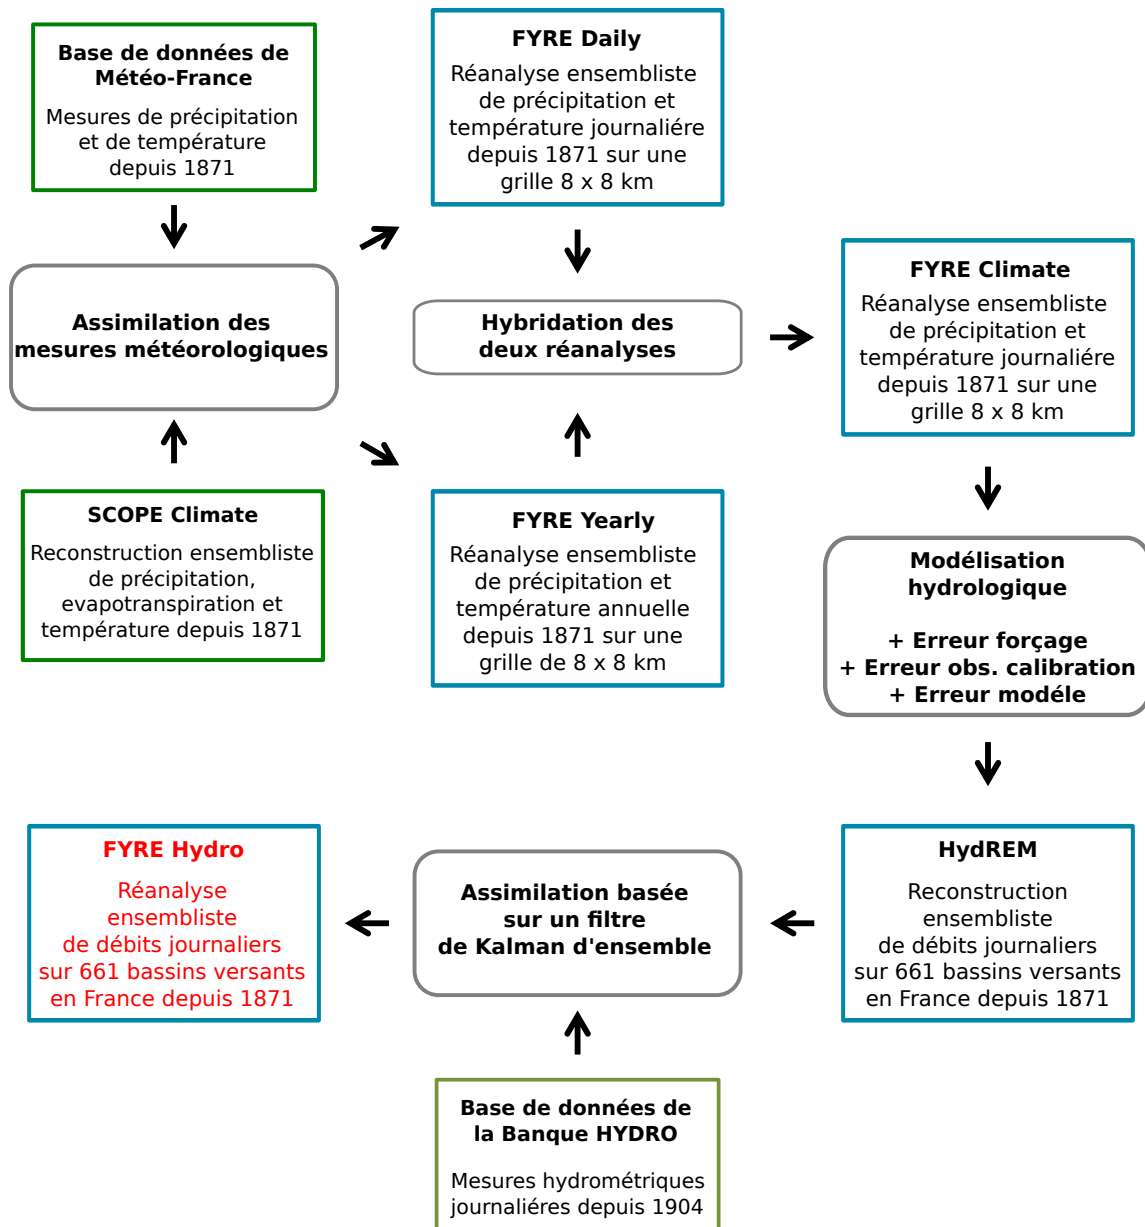 Base de données de
Météo-France
Mesures de précipitation
et de température
depuis 1871
FYRE Daily
Réanalyse ensembliste
de précipitation et
température journaliére
depuis 1871 sur une
grille 8 x 8 km
Assimilation des
mesures météorologiques
Hybridation des
deux réanalyses
FYRE Climate
Réanalyse ensembliste
de précipitation et
température journaliére
depuis 1871 sur une
grille 8 x 8 km
SCOPE Climate
Reconstruction ensembliste
de précipitation,
evapotranspiration et
température depuis 1871
FYRE Yearly
Réanalyse ensembliste
de précipitation et
température annuelle
depuis 1871 sur une
grille de 8 x 8 km
Modélisation
hydrologique
+ Erreur forçage
+ Erreur obs. calibration
+ Erreur modéle
FYRE Hydro
Réanalyse
ensembliste
de débits journaliers
sur 661 bassins versants
en France depuis 1871
Assimilation basée
sur un filtre
de Kalman d'ensemble
HydREM
Reconstruction
ensembliste
de débits journaliers
sur 661 bassins versants
en France depuis 1871
Base de données de
la Banque HYDRO
Mesures hydrométriques
journaliéres depuis 1904